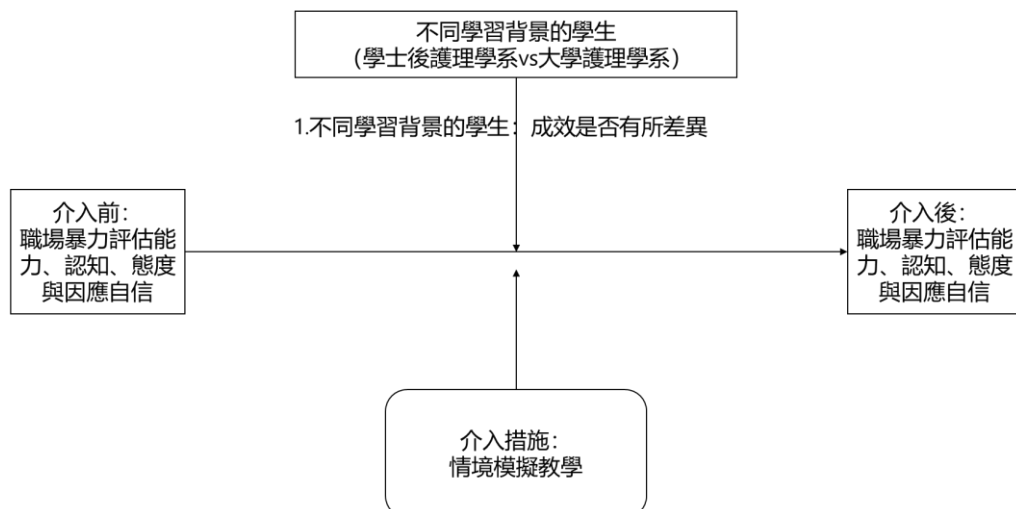 不同學習背景的學生
（學士後護理學系vs大學護理學系）
1.不同學習背景的學生：成效是否有所差異
介入前：
職場暴力評估能
力、認知、態度
與因應自信
介入後：
職場暴力評估能
力、認知、態度
與因應自信
介入措施：
情境模擬教學